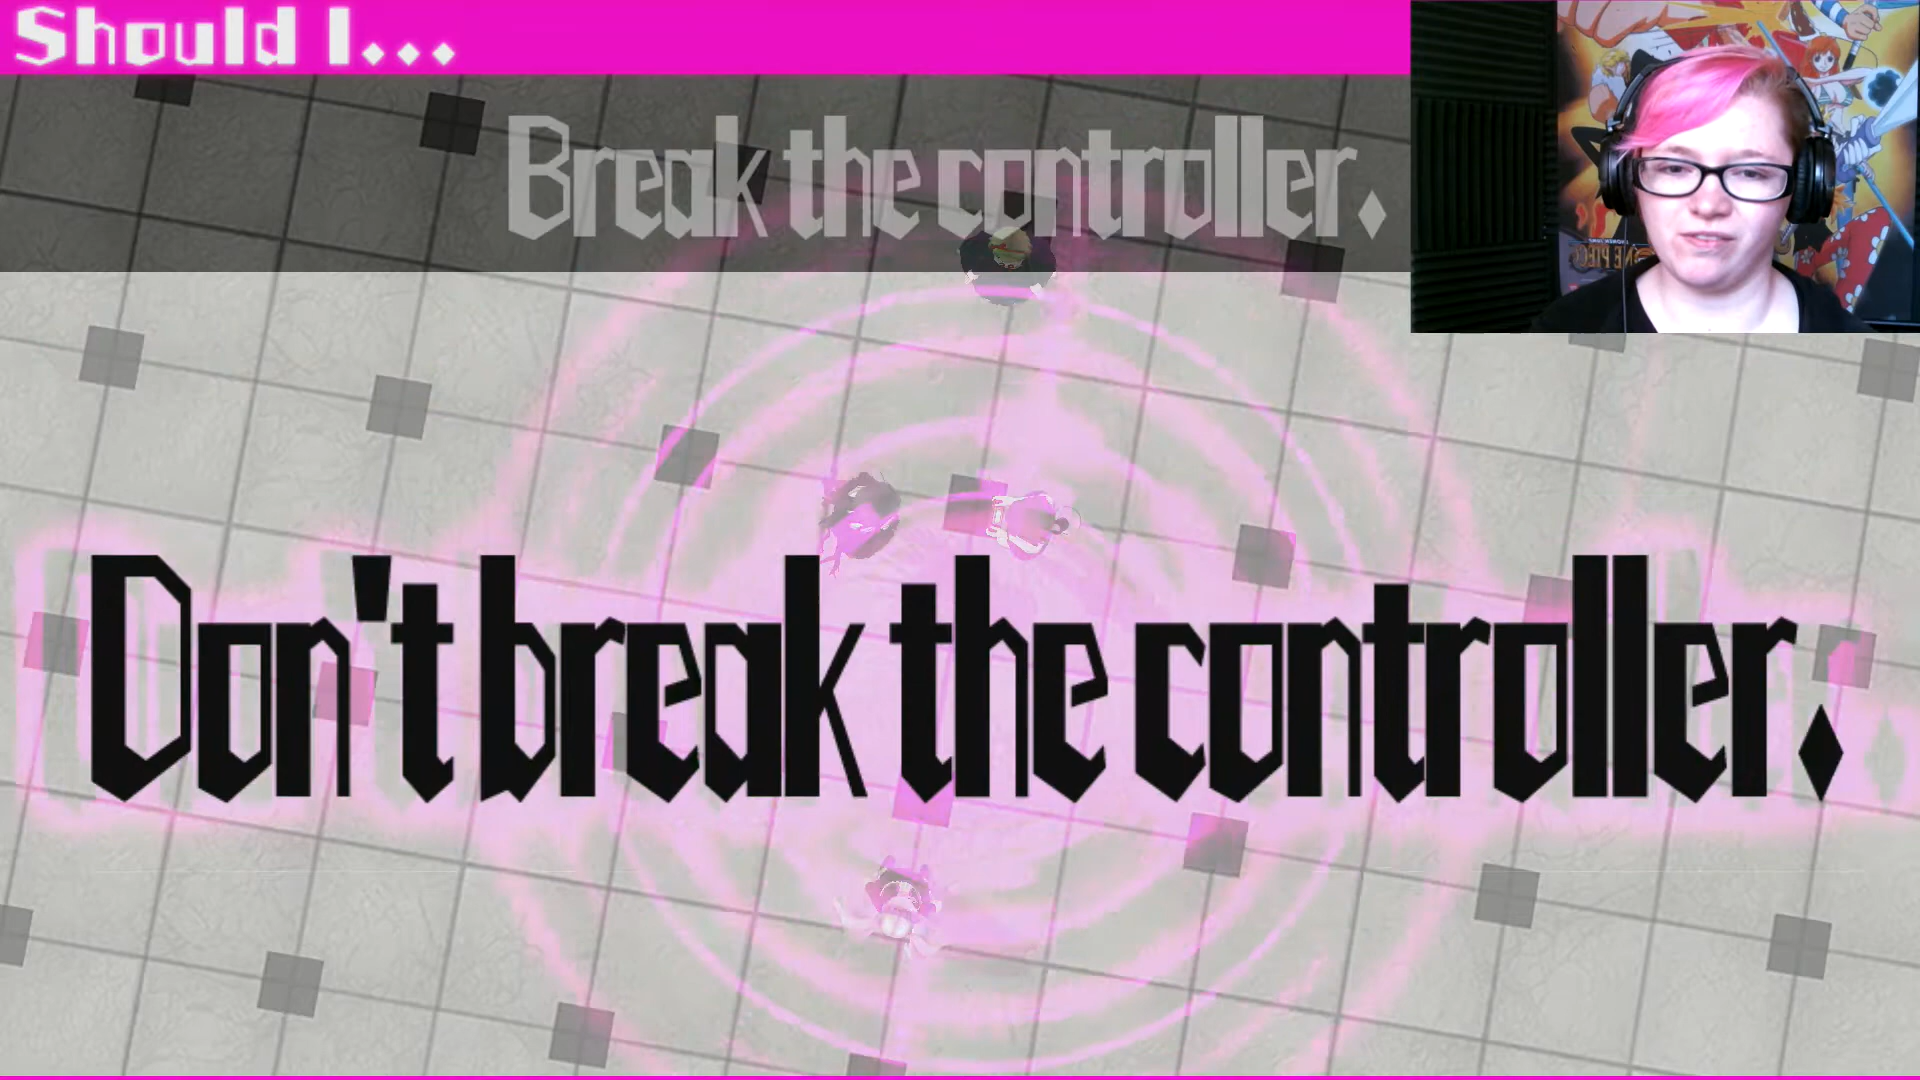 Should I...
Break the controller.
Don't break the controller.